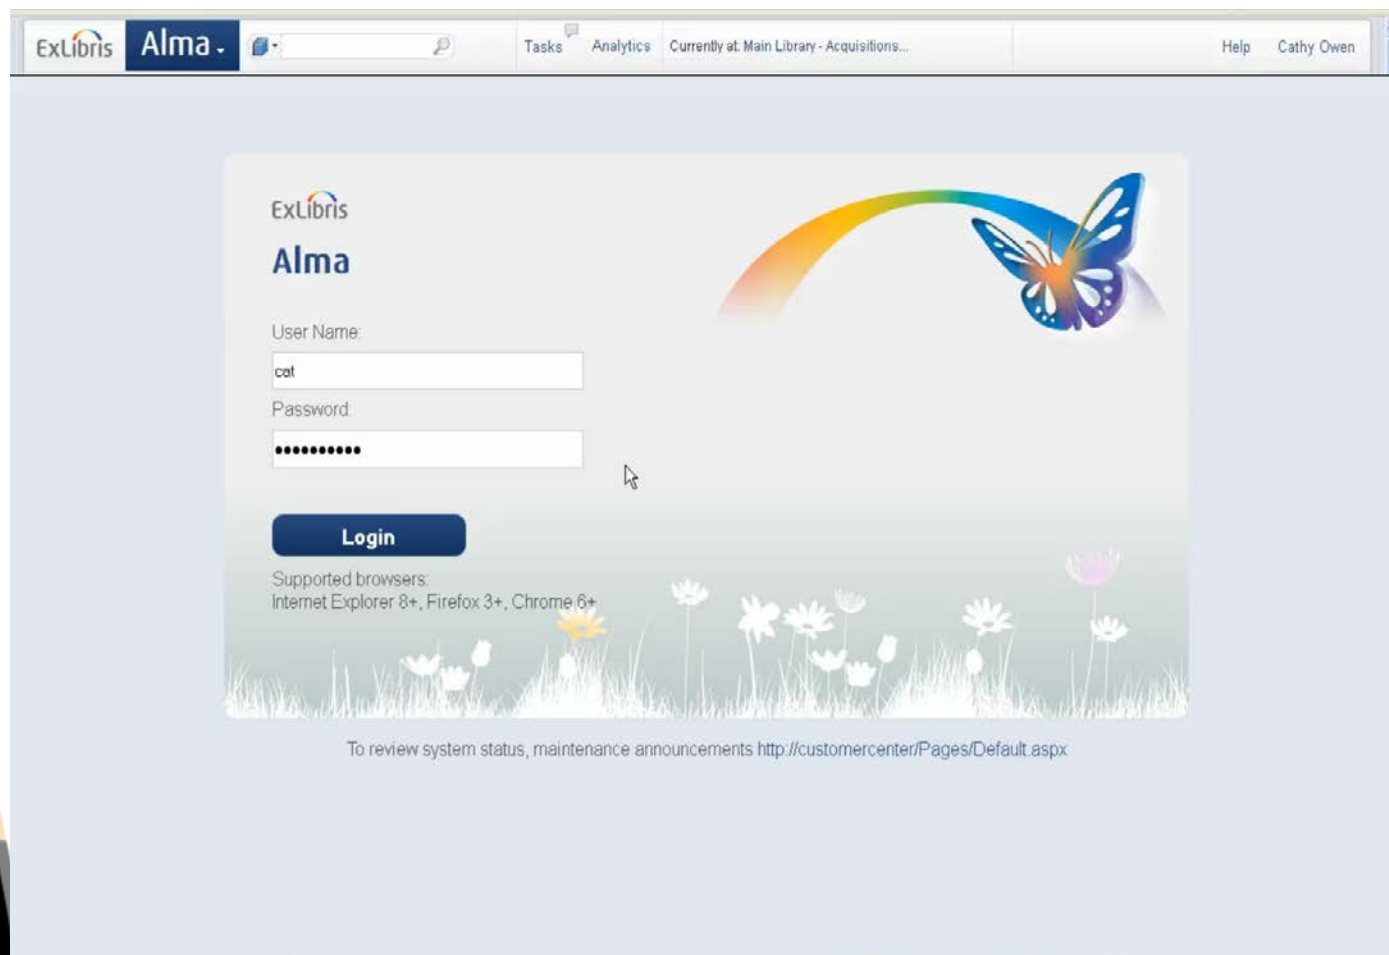 ExLibris Alma Tasks Analytics Currently at: Main Library - Acquisitions... Help Cathy Owen
ExLibris
Alma
User Name:
cat
Password:
••••••••••
Login
Supported browsers:
Internet Explorer 8+, Firefox 3+, Chrome 6+
To review system status, maintenance announcements http://customercenter/Pages/Default.aspx